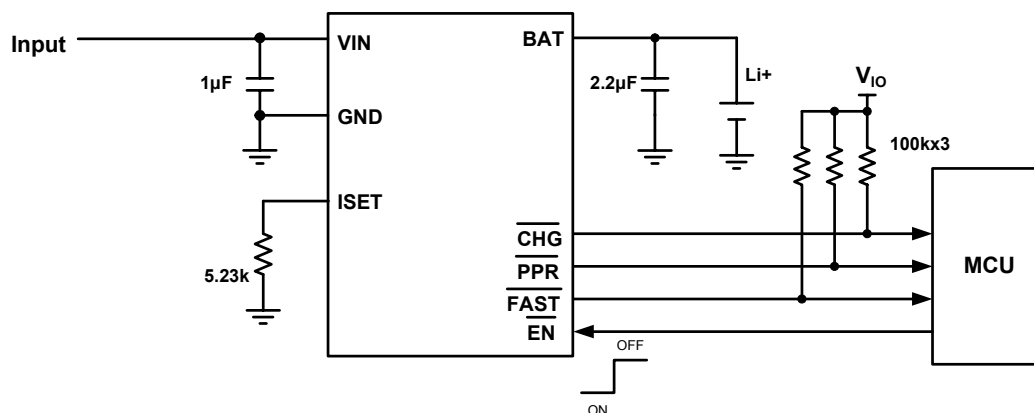 Input
VIN
BAT
1µF
2.2µF
Li+
VIO
GND
100kx3
ISET
5.23k
CHG
PPR
FAST
EN
MCU
OFF
ON